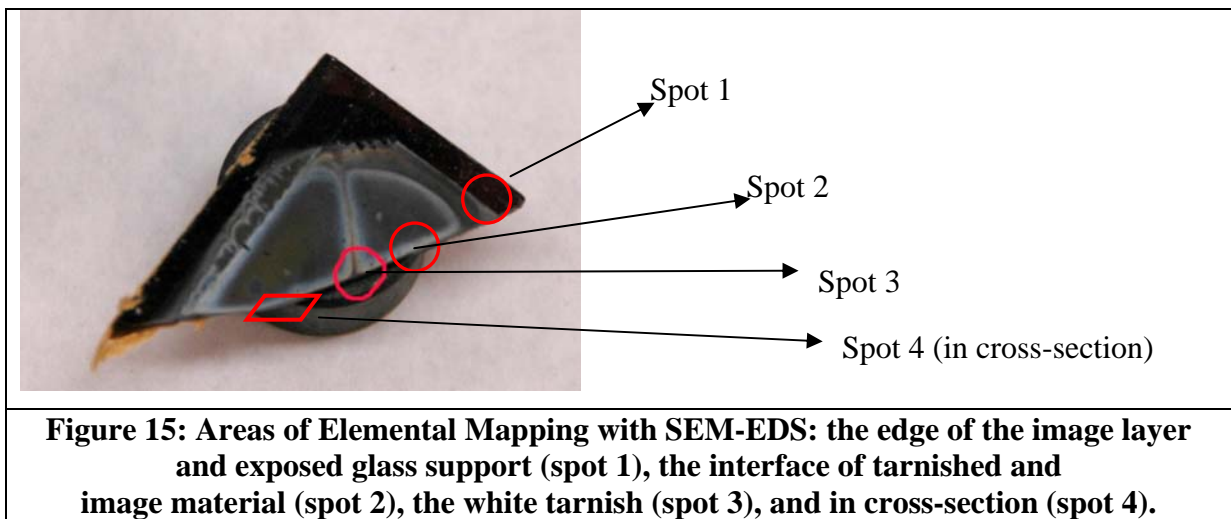 Spot 1
Spot 2
Spot 3
Spot 4 (in cross-section)
Figure 15: Areas of Elemental Mapping with SEM-EDS: the edge of the image layer
and exposed glass support (spot 1), the interface of tarnished and
image material (spot 2), the white tarnish (spot 3), and in cross-section (spot 4).